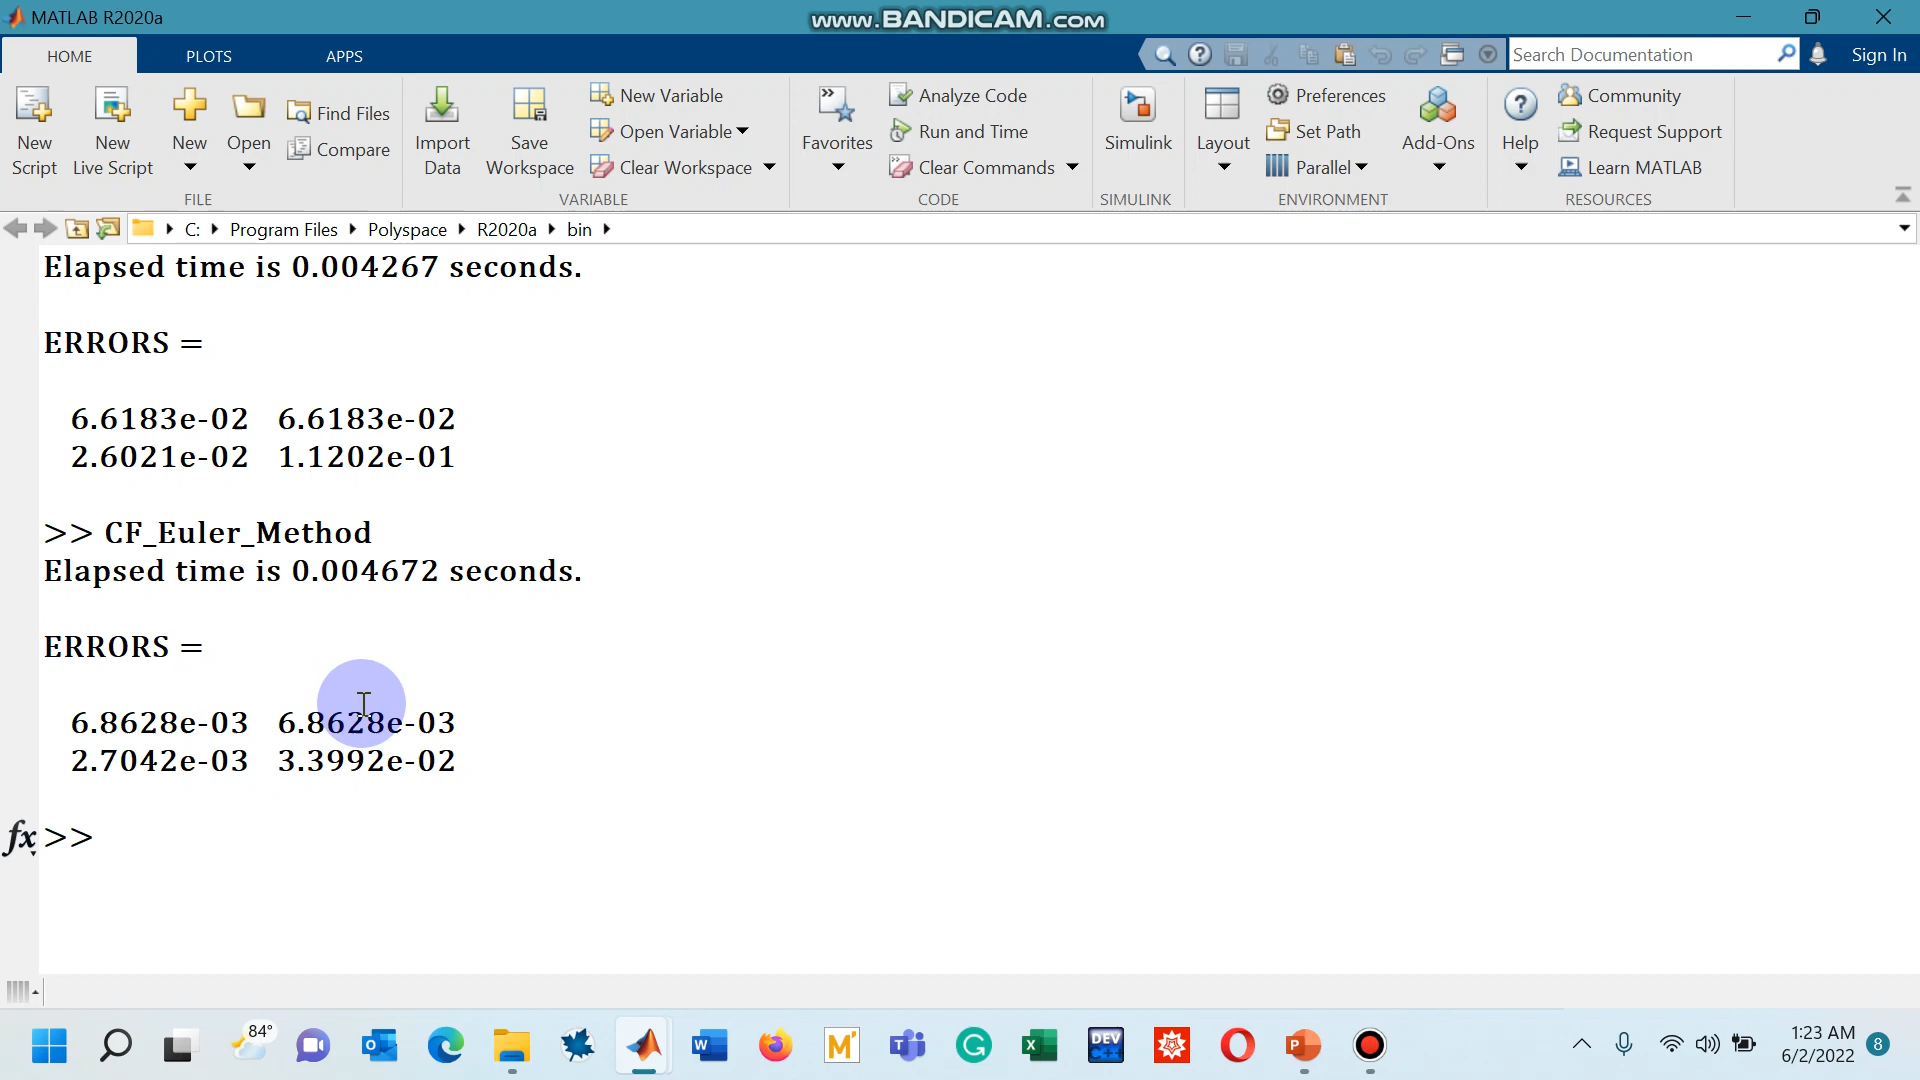 MATLAB R2020a
www.BANDICAM.com
HOME PLOTS APPS
Search Documentation
Sign In
New Script
New Live Script
New
Open
Find Files
Compare
FILE
Import Data
Save Workspace
New Variable
Open Variable
Clear Workspace
VARIABLE
Favorites
Analyze Code
Run and Time
Clear Commands
CODE
Simulink
SIMULINK
Layout
Preferences
Set Path
Parallel
Add-Ons
ENVIRONMENT
Help
Community
Request Support
Learn MATLAB
RESOURCES
C: Program Files Polyspace R2020a bin
Elapsed time is 0.004267 seconds.
ERRORS =
6.6183e-02 6.6183e-02
2.6021e-02 1.1202e-01
>> CF_Euler_Method
Elapsed time is 0.004672 seconds.
ERRORS =
6.8628e-03 6.8628e-03
2.7042e-03 3.3992e-02
fx >>
84°
DEV C++
1:23 AM
6/2/2022
8